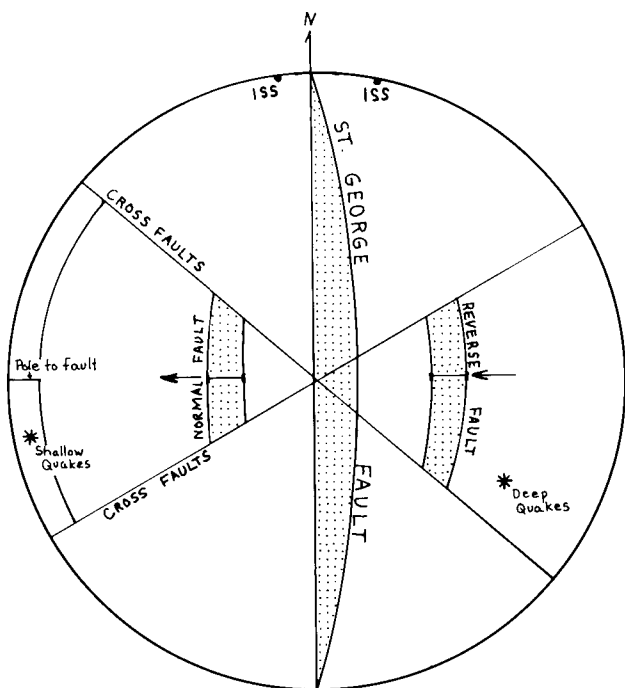 N
ISS
ISS
ST. GEORGE
FAULT
CROSS FAULTS
NORMAL FAULT
REVERSE
FAULT
Pole to fault
Shallow
Quakes
CROSS FAULTS
Deep
Quakes